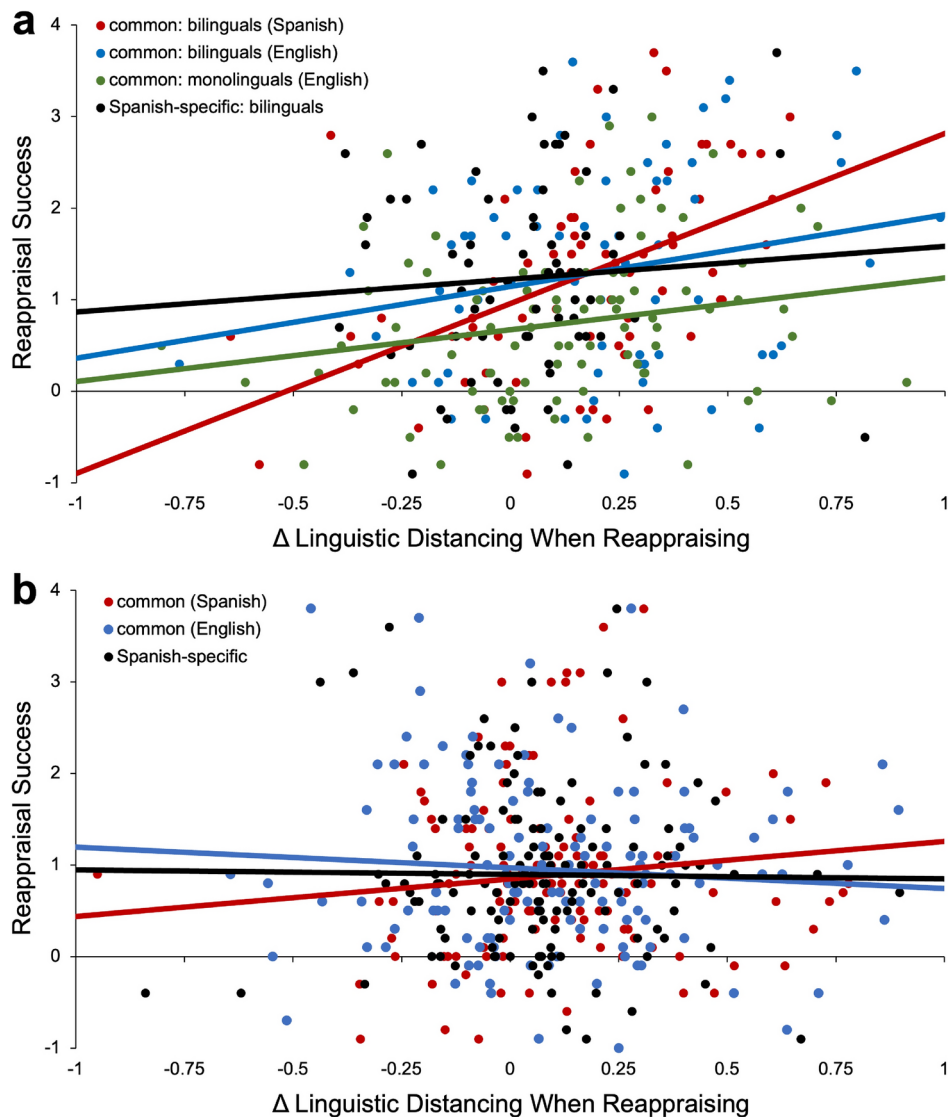 a
4
3
2
1
0
-1
Reappraisal Success
common: bilinguals (Spanish)
common: bilinguals (English)
common: monolinguals (English)
Spanish-specific: bilinguals
-1
-0.75
-0.5
-0.25
0
0.25
0.5
0.75
1
Δ Linguistic Distancing When Reappraising
b
4
3
2
1
0
-1
Reappraisal Success
common (Spanish)
common (English)
Spanish-specific
-1
-0.75
-0.5
-0.25
0
0.25
0.5
0.75
1
Δ Linguistic Distancing When Reappraising